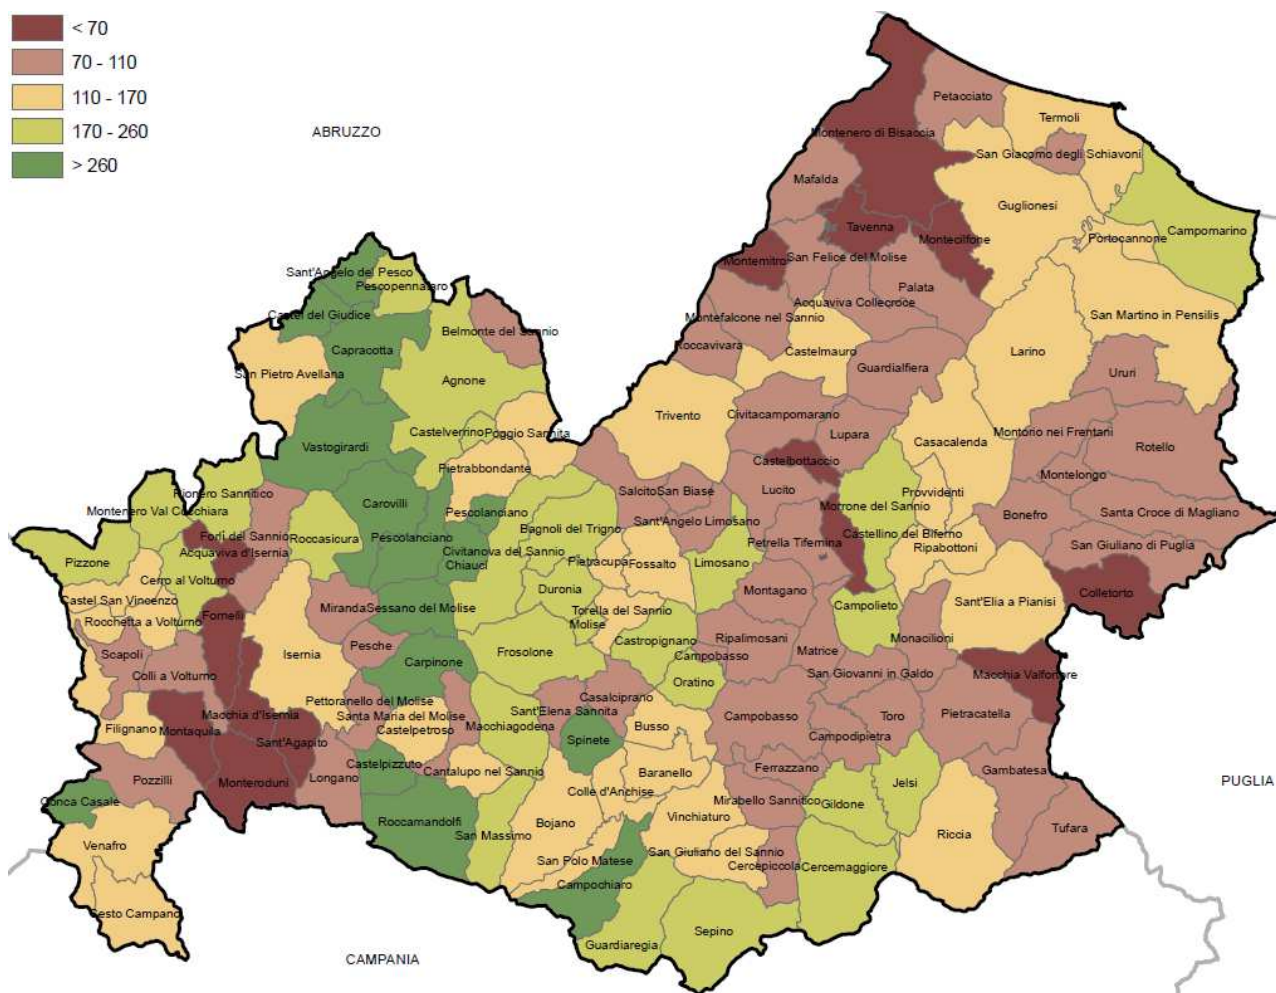 < 70
70 - 110
110 - 170
170 - 260
> 260
ABRUZZO
PUGLIA
CAMPANIA
Petacciato
Termoli
Montenero di Bisaccia
San Giacomo degli Schiavoni
Mafalda
Guglionesi
Tavenna
Campomarino
Montecilfone
Portocannone
Montemitro
San Felice del Molise
Sant'Angelo del Pesco
Pescopennataro
Palata
Acquaviva Collecroce
Castel del Giudice
Montefalcone nel Sannio
San Martino in Pensilis
Belmonte del Sannio
Roccavivara
Capracotta
Castelmauro
Larino
San Pietro Avellana
Guardialfiera
Ururi
Agnone
Trivento
Civitacampomarano
Castelverrino
Poggio Sannita
Lupara
Casacalenda
Montorio nei Frentani
Vastogirardi
Rotello
Castelbottaccio
Pietrabbondante
Montelongo
Rionero Sannitico
Carovilli
Salcito
San Biase
Lucito
Provvidenti
Montenero Val Cocchiara
Pescolanciano
Morrone del Sannio
Bonefro
Santa Croce di Magliano
Sant'Angelo Limosano
Bagnoli del Trigno
Forlì del Sannio
Roccasicura
Pescolanciano
Petrella Tifernina
Castellino del Biferno
San Giuliano di Puglia
Ripabottoni
Acquaviva d'Isernia
Civitanova del Sannio
Chiauci
Pizzone
Pietracupa
Fossalto
Limosano
Cerro al Volturno
Duronia
Montagano
Colletorto
Castel San Vincenzo
Sant'Elia a Pianisi
Miranda
Sessano del Molise
Campolieto
Fornelli
Torella del Sannio
Rocchetta a Volturno
Molise
Castropignano
Ripalimosani
Monacilioni
Pesche
Scapoli
Isernia
Frosolone
Matrice
Campobasso
Carpinone
Colli a Volturno
San Giovanni in Galdo
Macchia Valfortore
Oratino
Pettoranello del Molise
Casalciprano
Sant'Elena Sannita
Macchia d'Isernia
Santa Maria del Molise
Campobasso
Toro
Pietracatella
Filignano
Castelpetroso
Macchiagodena
Busso
Montaquila
Sant'Agapito
Spinete
Campodipietra
Castelpizzuto
Ferrazzano
Gambatesa
Pozzilli
Monteroduni
Longano
Cantalupo nel Sannio
Baranello
Jelsi
Colle d'Anchise
Conca Casale
Mirabello Sannitico
Gildone
Roccamandolfi
Bojano
Vinchiaturo
Tufara
San Massimo
Riccia
Venafro
San Giuliano del Sannio
San Polo Matese
Cercepiccola
Cercemaggiore
Campochiaro
Sesto Campano
Sepino
Guardiaregia